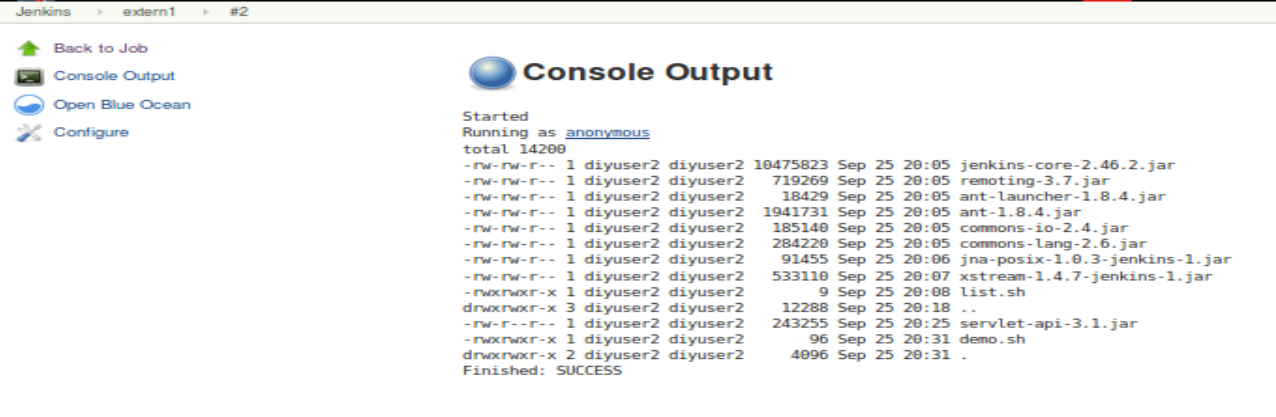 Jenkins > extern1 > #2
Back to Job
Console Output
Open Blue Ocean
Configure
Console Output
Started
Running as anonymous
total 14200
-rw-rw-r-- 1 diyuser2 diyuser2 10475823 Sep 25 20:05 jenkins-core-2.46.2.jar
-rw-rw-r-- 1 diyuser2 diyuser2   719269 Sep 25 20:05 remoting-3.7.jar
-rw-rw-r-- 1 diyuser2 diyuser2    18429 Sep 25 20:05 ant-launcher-1.8.4.jar
-rw-rw-r-- 1 diyuser2 diyuser2  1941731 Sep 25 20:05 ant-1.8.4.jar
-rw-rw-r-- 1 diyuser2 diyuser2   185140 Sep 25 20:05 commons-io-2.4.jar
-rw-rw-r-- 1 diyuser2 diyuser2   284220 Sep 25 20:05 commons-lang-2.6.jar
-rw-rw-r-- 1 diyuser2 diyuser2    91455 Sep 25 20:06 jna-posix-1.0.3-jenkins-1.jar
-rw-rw-r-- 1 diyuser2 diyuser2   533110 Sep 25 20:07 xstream-1.4.7-jenkins-1.jar
-rwxrwxr-x 1 diyuser2 diyuser2        9 Sep 25 20:08 list.sh
drwxrwxr-x 3 diyuser2 diyuser2    12288 Sep 25 20:18 ..
-rw-r--r-- 1 diyuser2 diyuser2   243255 Sep 25 20:25 servlet-api-3.1.jar
-rwxrwxr-x 1 diyuser2 diyuser2       96 Sep 25 20:31 demo.sh
drwxrwxr-x 2 diyuser2 diyuser2     4096 Sep 25 20:31 .
Finished: SUCCESS